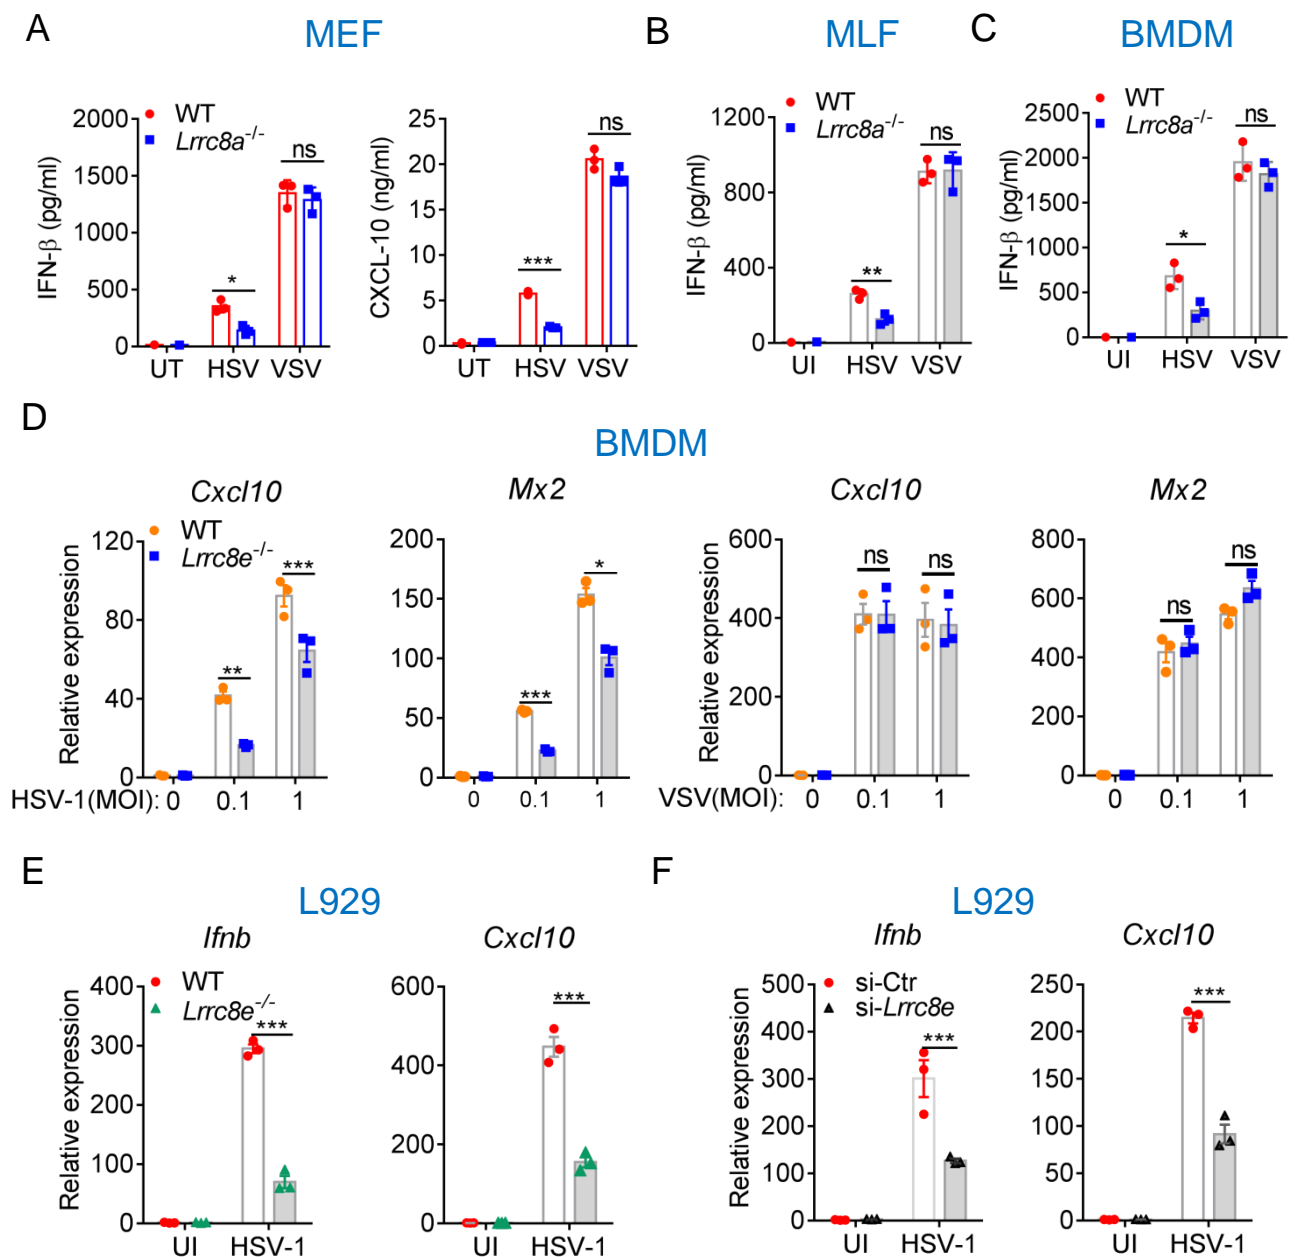 A
MEF
B
MLF
C
BMDM
WT
Lrrc8a-/-
IFN-β (pg/ml)
2000
1500
1000
500
0
*
ns
UT HSV VSV
CXCL-10 (ng/ml)
25
20
15
10
5
0
***
ns
UT HSV VSV
WT
Lrrc8a-/-
IFN-β (pg/ml)
1200
800
400
0
**
ns
UI HSV VSV
WT
Lrrc8a-/-
IFN-β (pg/ml)
2500
2000
1500
1000
500
0
*
ns
UI HSV VSV
D
BMDM
Cxcl10
WT
Lrrc8e-/-
Relative expression
120
80
40
0
**
***
HSV-1(MOI): 0 0.1 1
Mx2
200
150
100
50
0
***
*
0 0.1 1
Cxcl10
Relative expression
600
400
200
0
ns
ns
VSV(MOI): 0 0.1 1
Mx2
800
600
400
200
0
ns
ns
0 0.1 1
E
L929
Ifnb
WT
Lrrc8e-/-
Relative expression
400
300
200
100
0
***
UI HSV-1
Cxcl10
600
400
200
0
***
UI HSV-1
F
L929
Ifnb
si-Ctr
si-Lrrc8e
Relative expression
500
400
300
200
100
0
***
UI HSV-1
Cxcl10
250
200
150
100
50
0
***
UI HSV-1